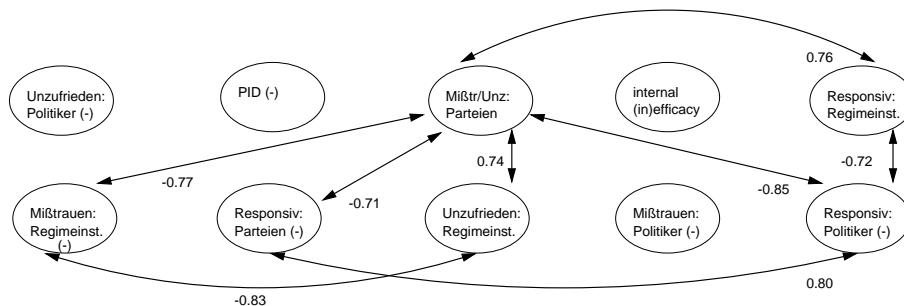 0.76
Unzufrieden:
Politiker (-)
PID (-)
Mißtr/Unz:
Parteien
internal
(in)efficacy
Responsiv:
Regimeinst.
-0.77
-0.71
0.74
-0.85
-0.72
Mißtrauen:
Regimeinst.
(-)
Responsiv:
Parteien (-)
Unzufrieden:
Regimeinst.
Mißtrauen:
Politiker (-)
Responsiv:
Politiker (-)
-0.83
0.80